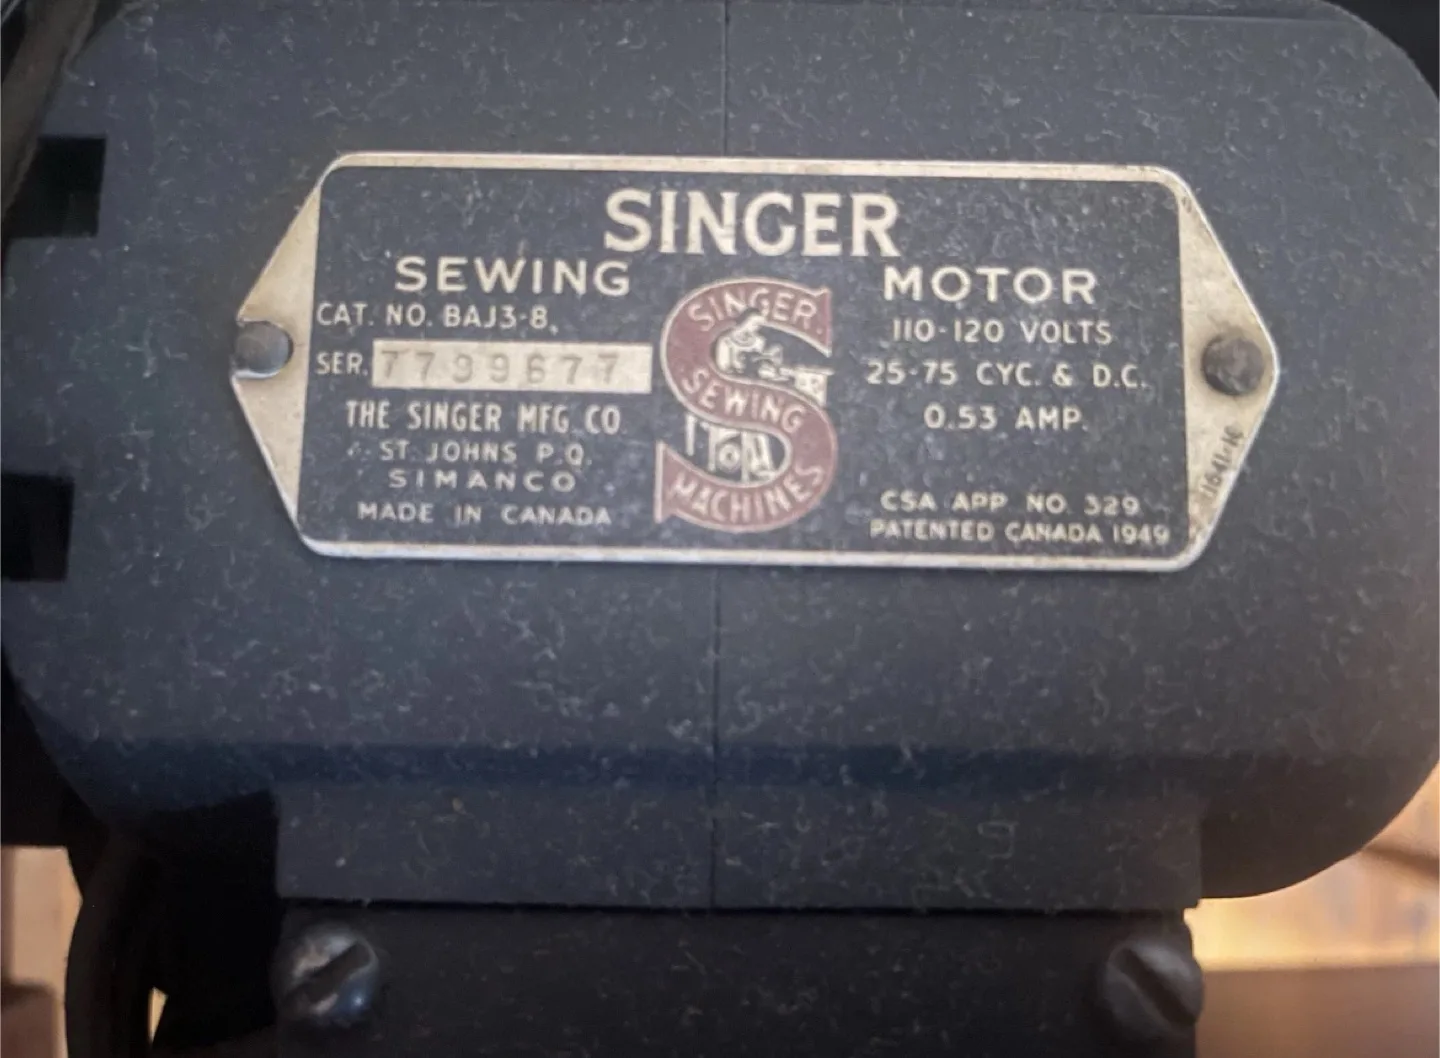 SINGER
SEWING MOTOR
CAT. NO. BAJ3-8,
SER. 7799677
THE SINGER MFG CO
ST JOHNS P.Q.
SIMANCO
MADE IN CANADA
SINGER
SEWING
MACHINES
110-120 VOLTS
25-75 CYC. & D.C.
0.53 AMP.
CSA APP NO. 329
PATENTED CANADA 1949